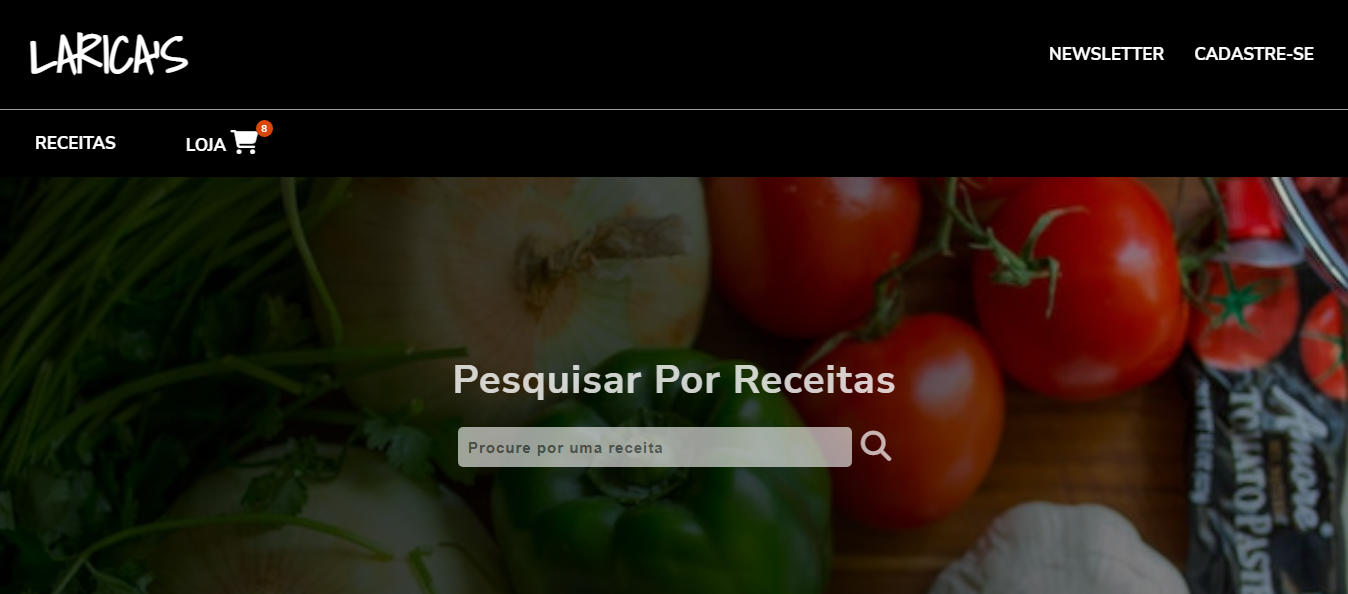 LARICA'S
NEWSLETTER CADASTRE-SE
RECEITAS LOJA 8
Pesquisar Por Receitas
Procure por uma receita
Amore
TOMATO PASTE